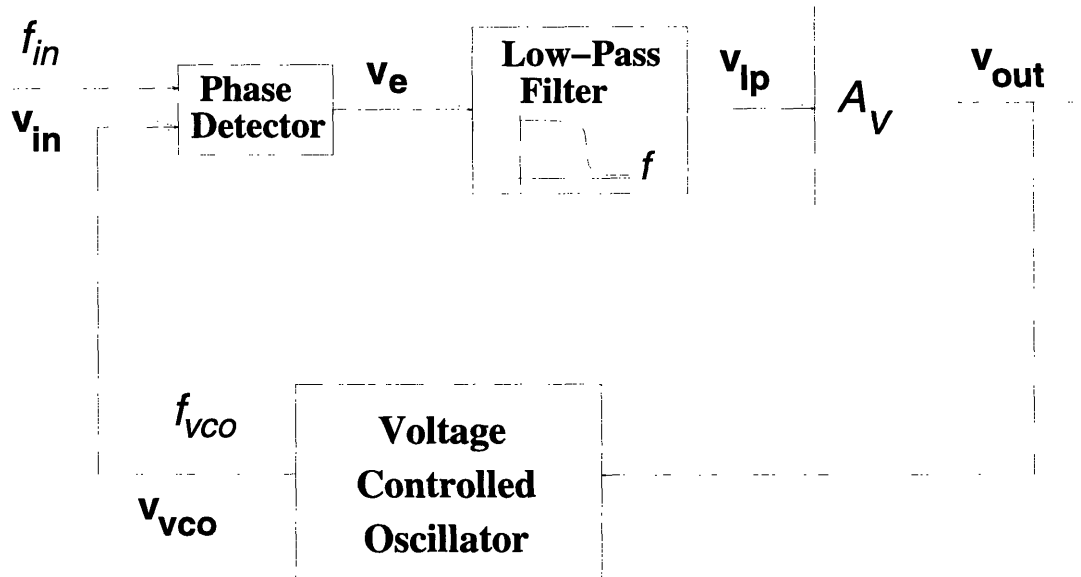 f_in
v_in
Phase
Detector
v_e
Low–Pass
Filter
f
v_lp
A_v
v_out
f_vco
v_vco
Voltage
Controlled
Oscillator